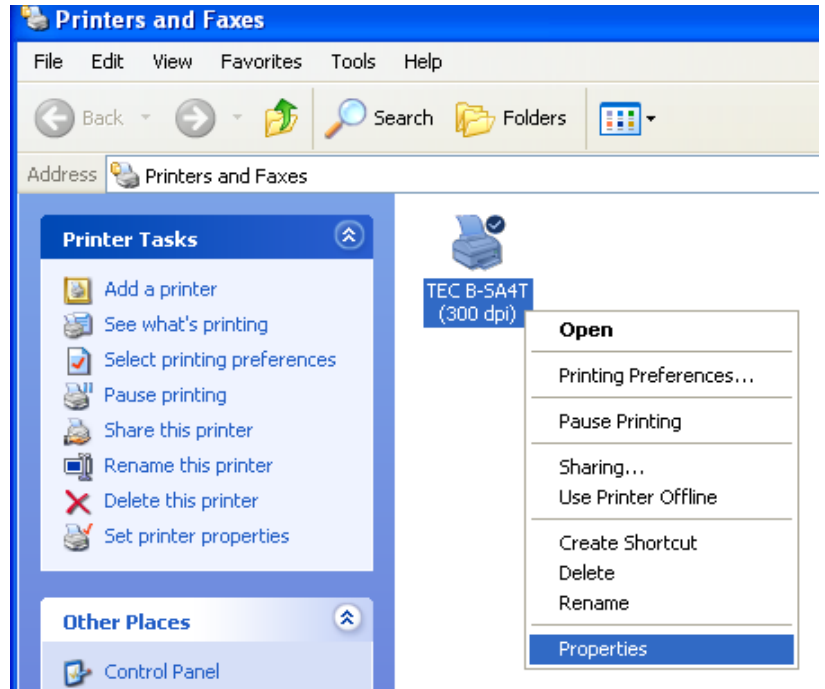 Printers and Faxes
File Edit View Favorites Tools Help
Back Search Folders
Address Printers and Faxes
Printer Tasks
Add a printer
See what's printing
Select printing preferences
Pause printing
Share this printer
Rename this printer
Delete this printer
Set printer properties
Other Places
Control Panel
TEC B-SA4T
(300 dpi)
Open
Printing Preferences...
Pause Printing
Sharing...
Use Printer Offline
Create Shortcut
Delete
Rename
Properties